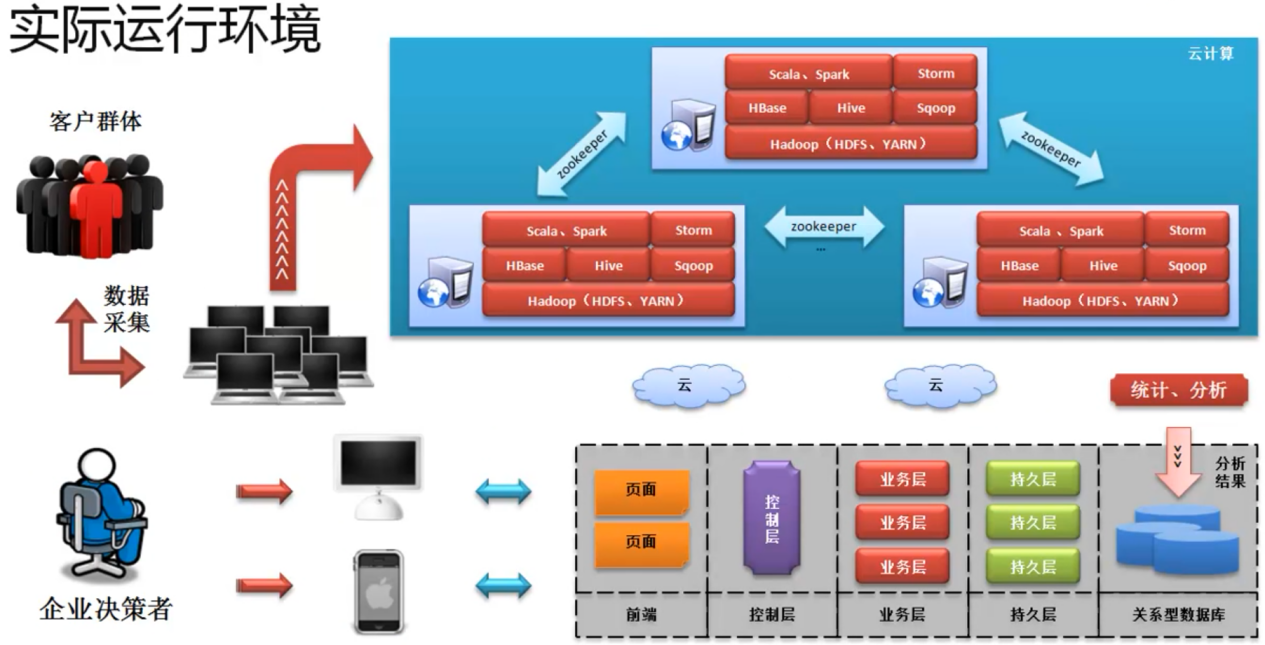 实际运行环境
云计算
客户群体
Scala、Spark
Storm
HBase
Hive
Sqoop
Hadoop（HDFS、YARN）
zookeeper
zookeeper
Scala、Spark
Storm
HBase
Hive
Sqoop
Hadoop（HDFS、YARN）
zookeeper
...
Scala 、Spark
Storm
HBase
Hive
Sqoop
Hadoop（HDFS、YARN）
数据
采集
云
云
统计、分析
企业决策者
页面
页面
控
制
层
业务层
业务层
业务层
持久层
持久层
持久层
分析
结果
前端
控制层
业务层
持久层
关系型数据库